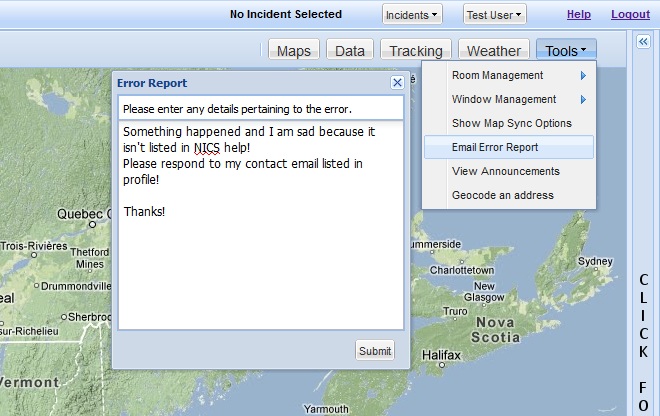 No Incident Selected
Incidents
Test User
Help
Logout
Maps
Data
Tracking
Weather
Tools
Error Report
Please enter any details pertaining to the error.
Something happened and I am sad because it
isn't listed in NICS help!
Please respond to my contact email listed in
profile!
Thanks!
Submit
Room Management
Window Management
Show Map Sync Options
Email Error Report
View Announcements
Geocode an address
Quebec C
Trois-Rivières
Thetford
Mines
Drummondville
eal
Sherbroo
sur-Richelieu
Vermont
ummerside
Charlottetown
Sydney
New
Glasgow
Truro
Nova
Scotia
Halifax
Yarmouth
C
L
I
C
K
F
O